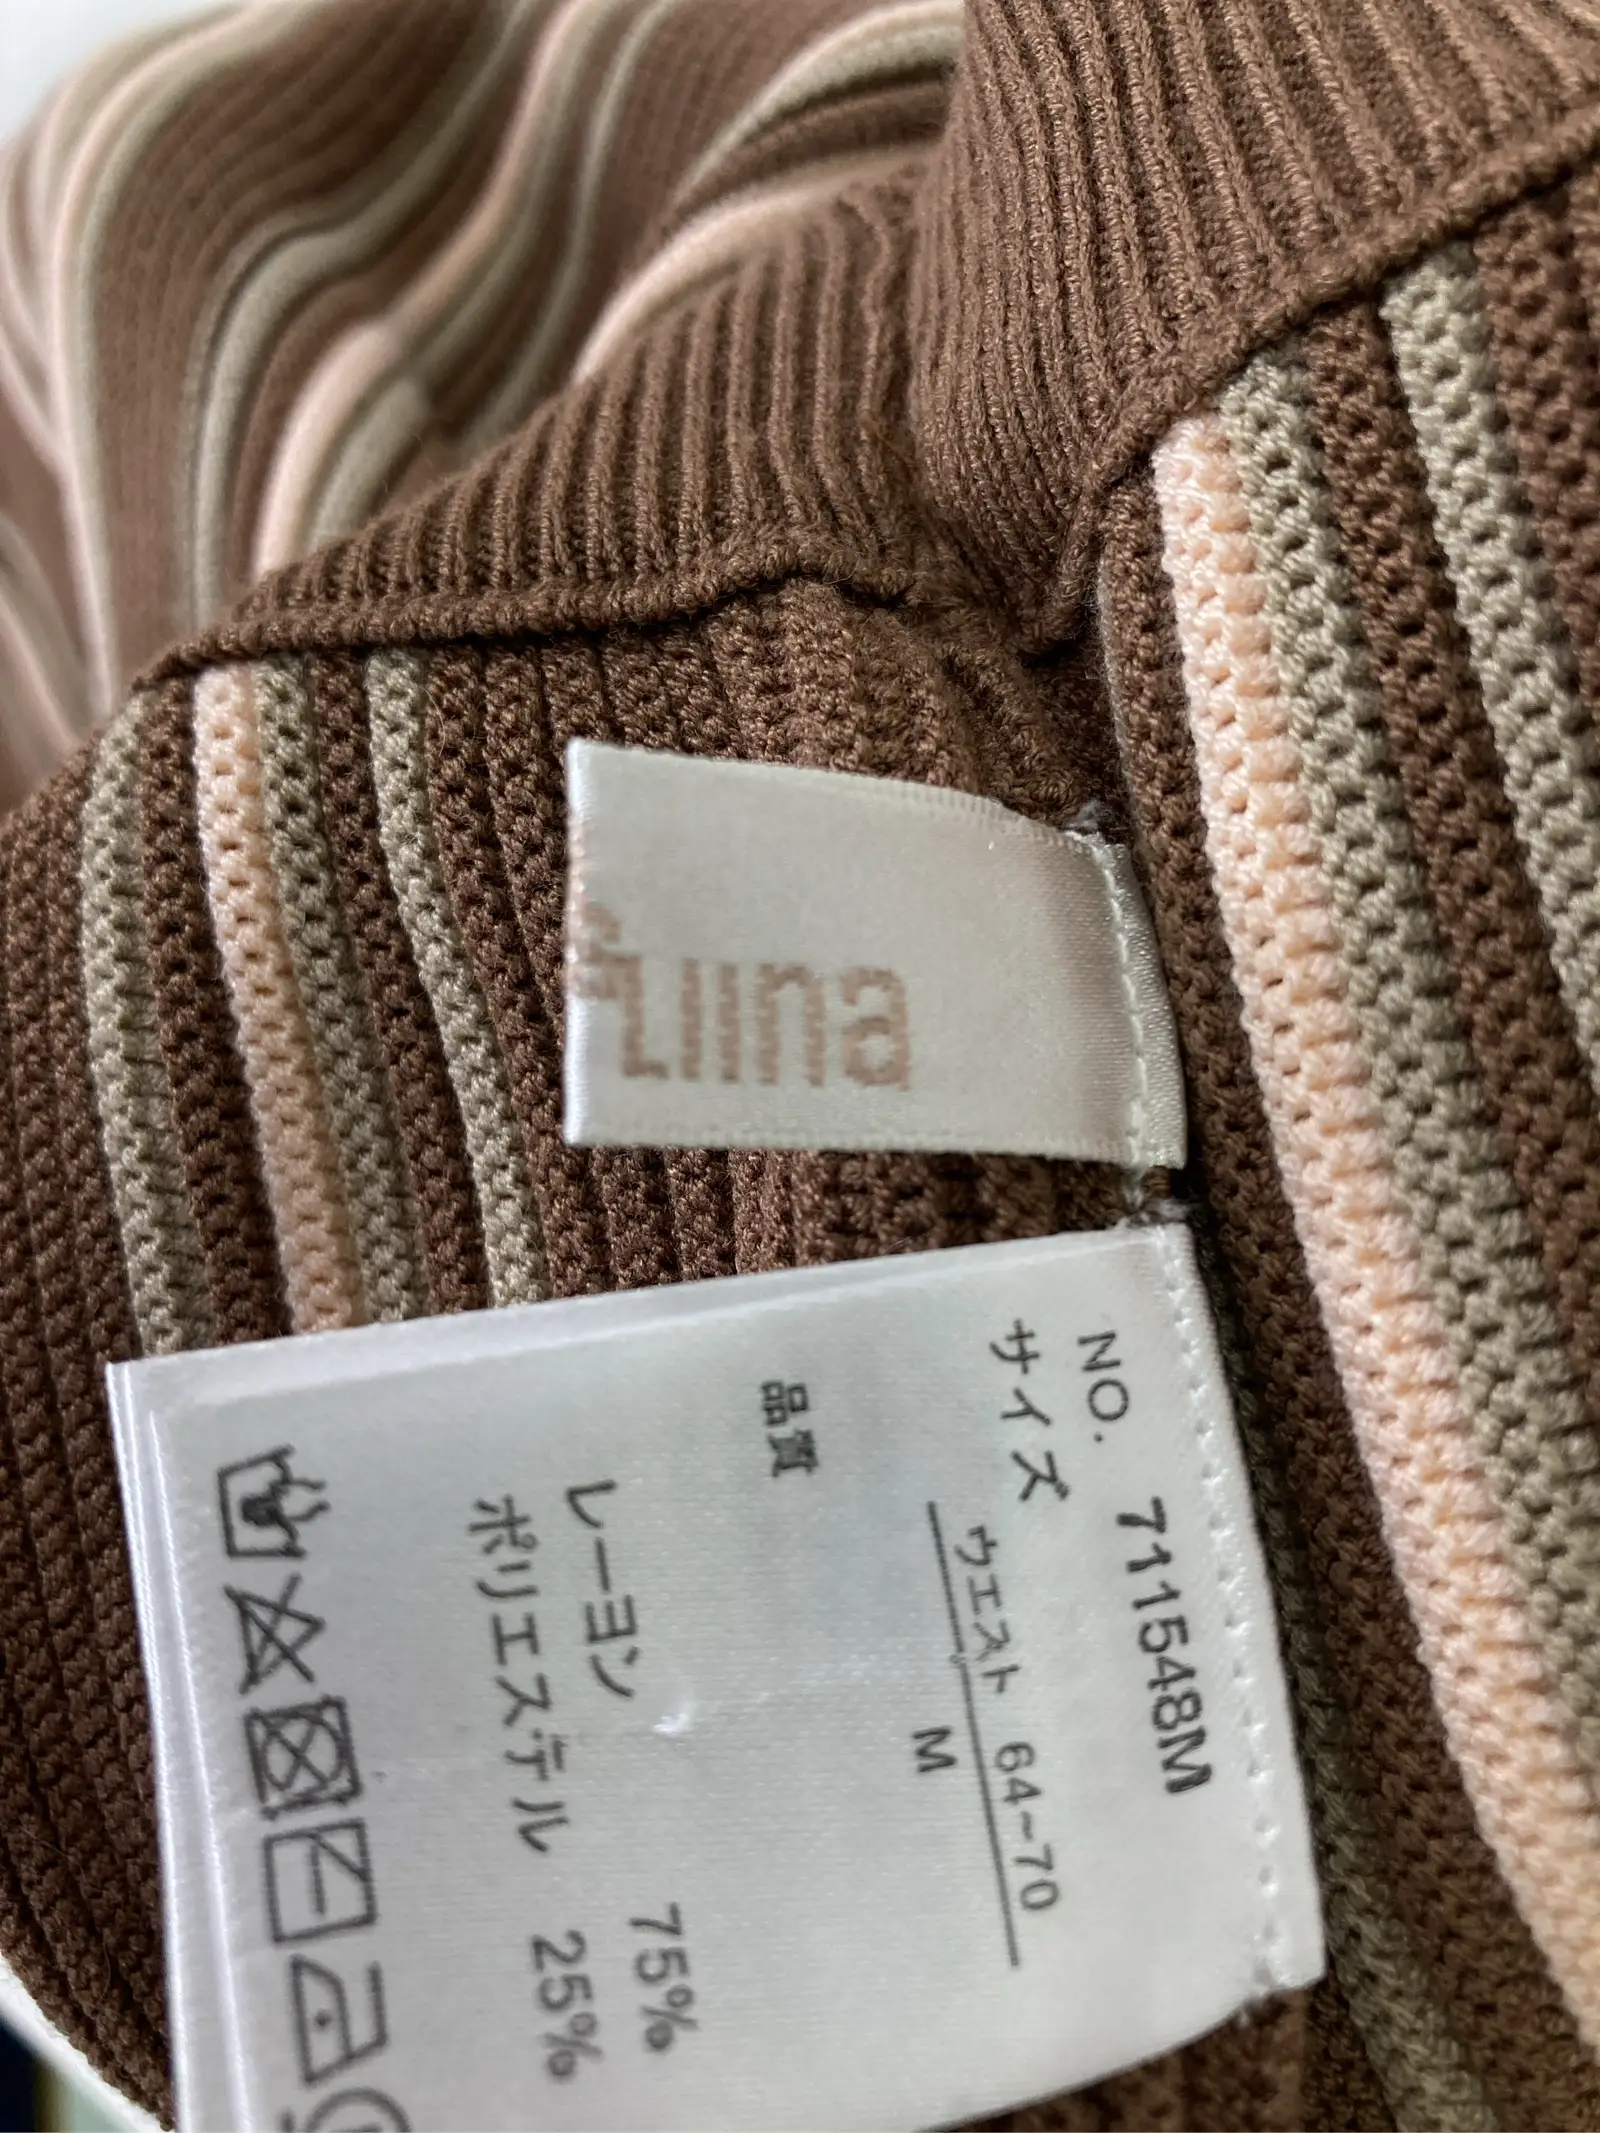 Liina
NO. 711548M
サイズ ウエスト 64~70
M
品質
レーヨン 75%
ポリエステル 25%